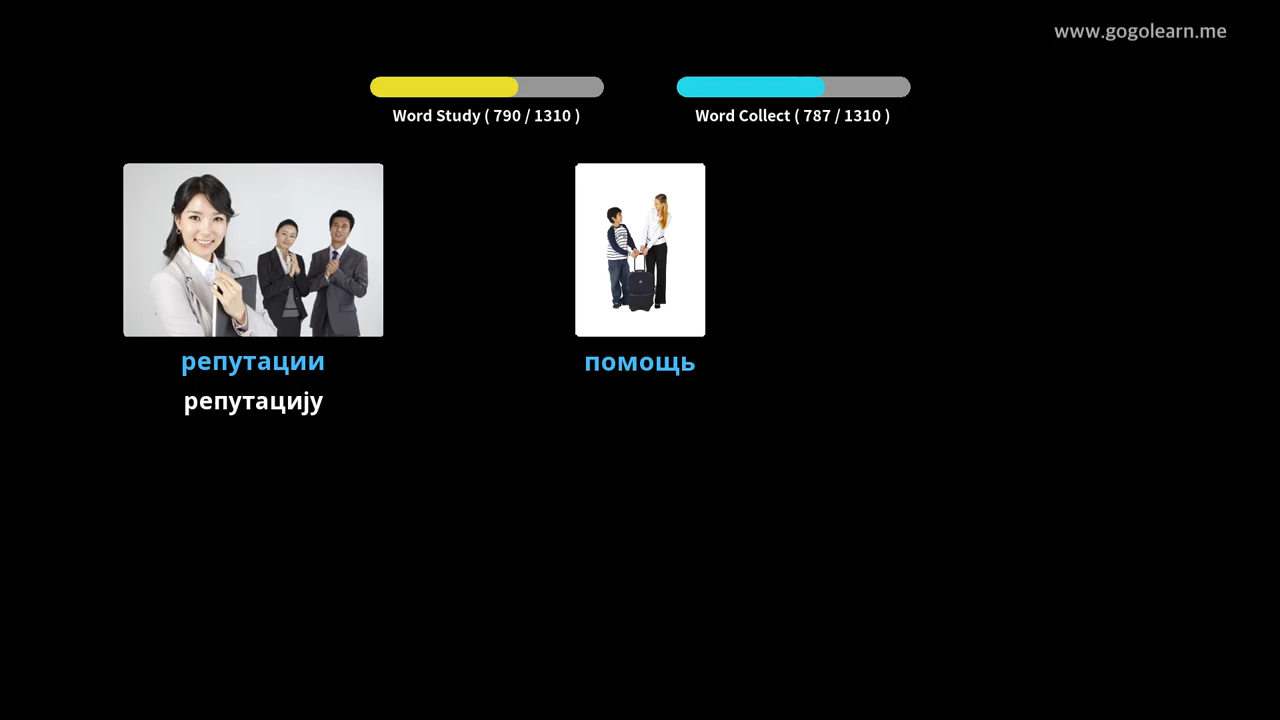 www.gogolearn.me
Word Study ( 790 / 1310 )
Word Collect ( 787 / 1310 )
репутации
репутацију
помощь